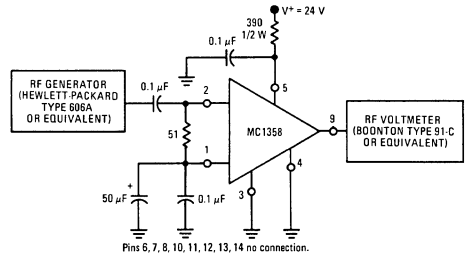 V+ = 24 V
390
1/2 W
0.1 µF
5
RF GENERATOR
(HEWLETT-PACKARD
TYPE 606A
OR EQUIVALENT)
0.1 µF
2
51
MC1358
9
RF VOLTMETER
(BOONTON TYPE 91-C
OR EQUIVALENT)
1
4
+
50 µF
0.1 µF
3
Pins 6, 7, 8, 10, 11, 12, 13, 14 no connection.